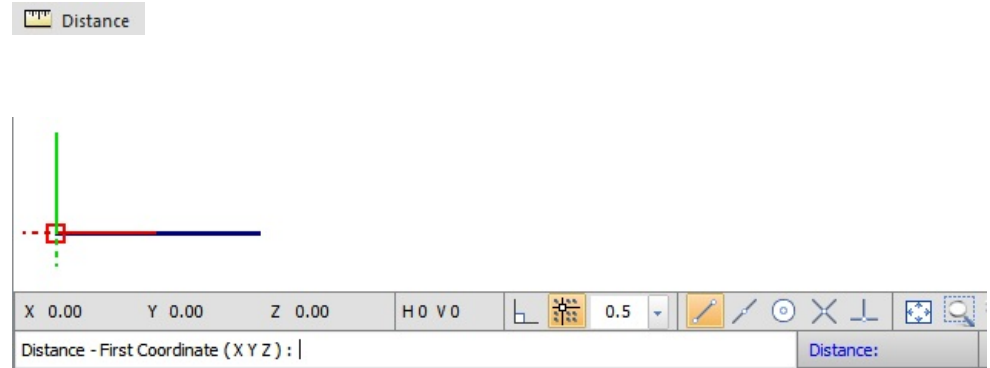 Distance
X 0.00 Y 0.00 Z 0.00 H 0 V 0 0.5
Distance - First Coordinate ( X Y Z ) : Distance: